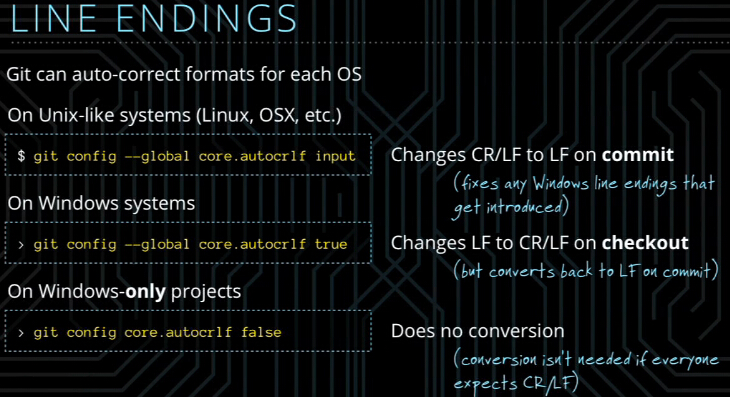 LINE ENDINGS
Git can auto-correct formats for each OS
On Unix-like systems (Linux, OSX, etc.)
$ git config --global core.autocrlf input
Changes CR/LF to LF on commit
(fixes any Windows line endings that
get introduced)
On Windows systems
> git config --global core.autocrlf true
Changes LF to CR/LF on checkout
(but converts back to LF on commit)
On Windows-only projects
> git config core.autocrlf false
Does no conversion
(conversion isn't needed if everyone
expects CR/LF)